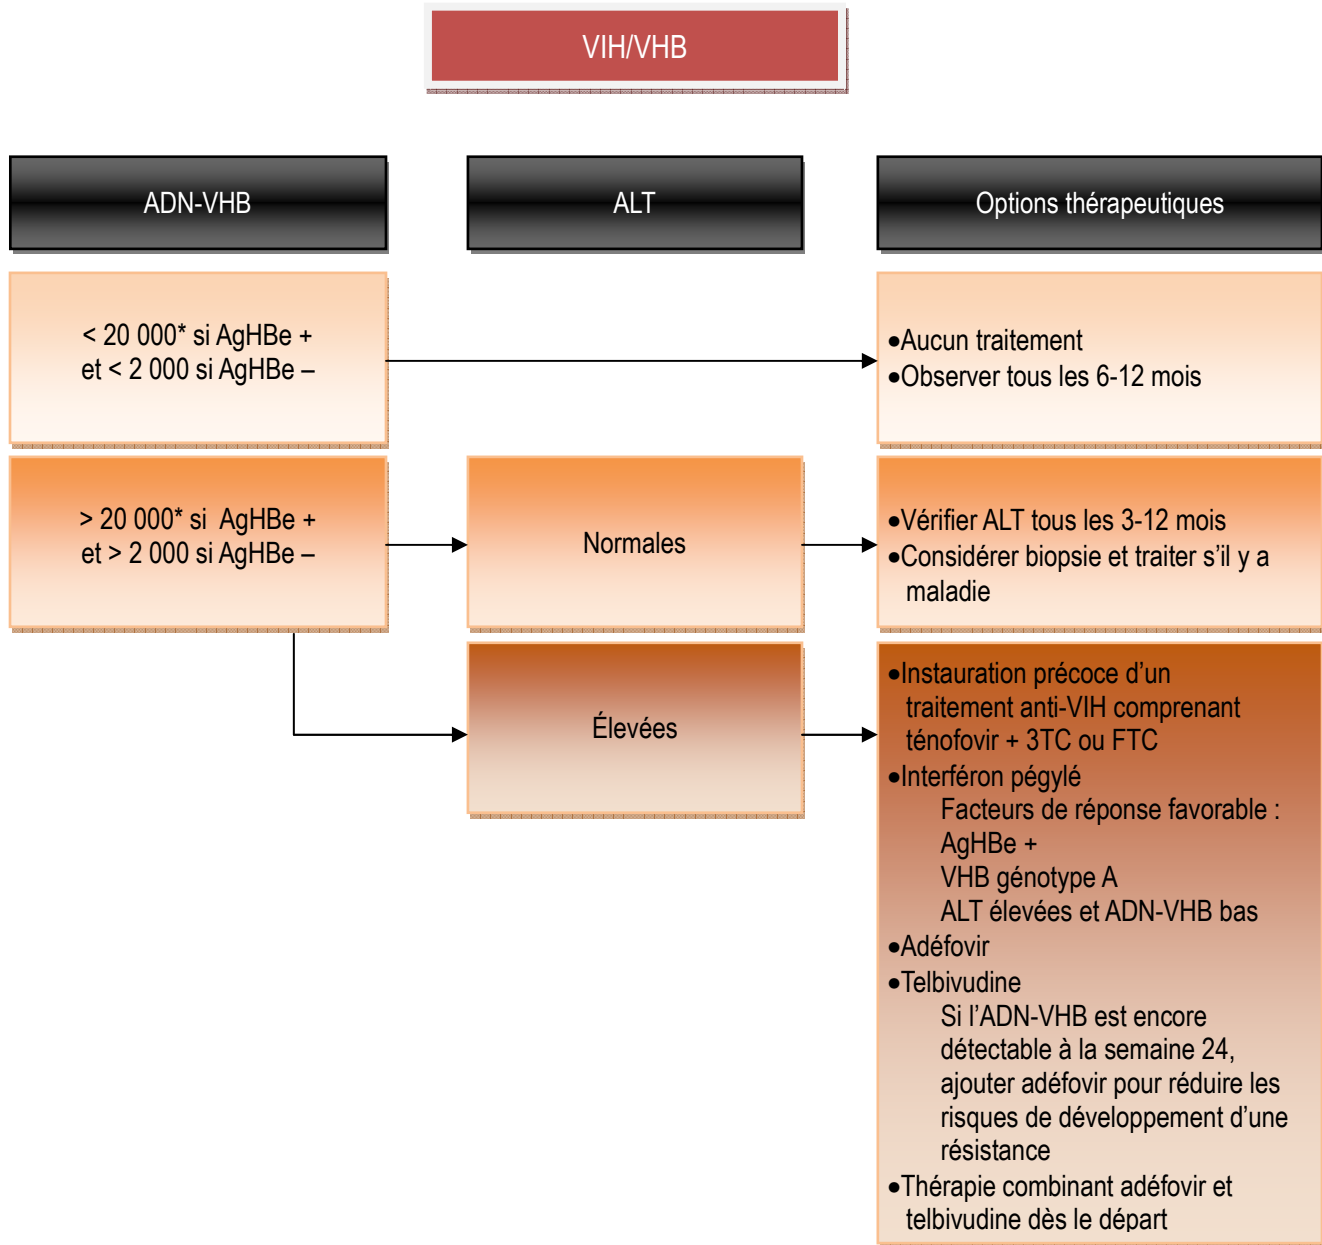 VIH/VHB
ADN-VHB
ALT
Options thérapeutiques
< 20 000* si AgHBe +
et < 2 000 si AgHBe –
•Aucun traitement
•Observer tous les 6-12 mois
> 20 000* si  AgHBe +
et > 2 000 si AgHBe –
Normales
•Vérifier ALT tous les 3-12 mois
•Considérer biopsie et traiter s’il y a
maladie
Élevées
•Instauration précoce d’un
traitement anti-VIH comprenant
ténofovir + 3TC ou FTC
•Interféron pégylé
Facteurs de réponse favorable :
AgHBe +
VHB génotype A
ALT élevées et ADN-VHB bas
•Adéfovir
•Telbivudine
Si l’ADN-VHB est encore
détectable à la semaine 24,
ajouter adéfovir pour réduire les
risques de développement d’une
résistance
•Thérapie combinant adéfovir et
telbivudine dès le départ